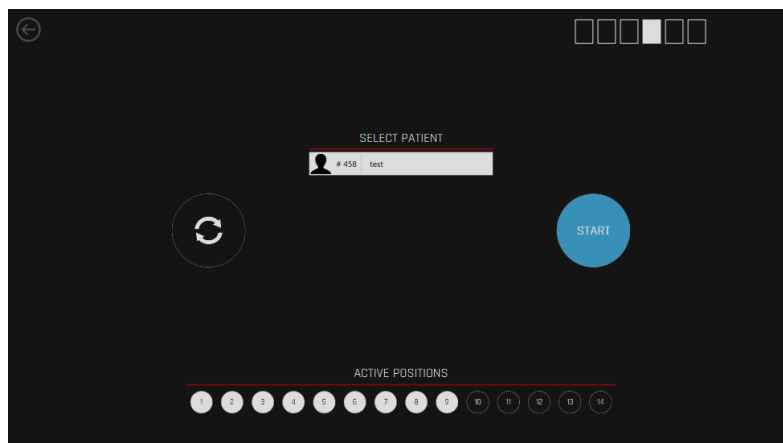 SELECT PATIENT
# 458 test
START
ACTIVE POSITIONS
1 2 3 4 5 6 7 8 9 10 11 12 13 14